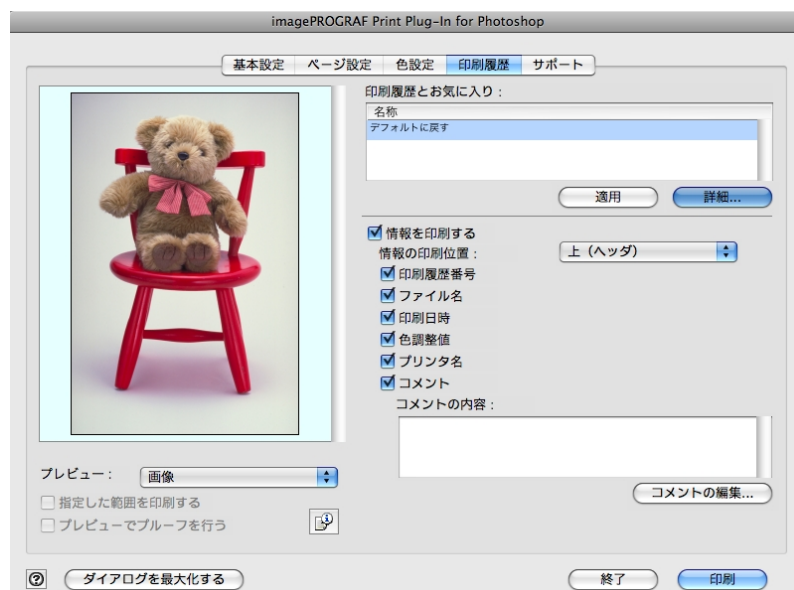 imagePROGRAF Print Plug-In for Photoshop
基本設定 ページ設定 色設定 印刷履歴 サポート
印刷履歴とお気に入り :
名称
デフォルトに戻す
適用 詳細...
情報を印刷する
情報の印刷位置 : 上 (ヘッダ)
印刷履歴番号
ファイル名
印刷日時
色調整値
プリンタ名
コメント
コメントの内容 :
プレビュー : 画像
コメントの編集...
指定した範囲を印刷する
プレビューでプルーフを行う
? ダイアログを最大化する 終了 印刷